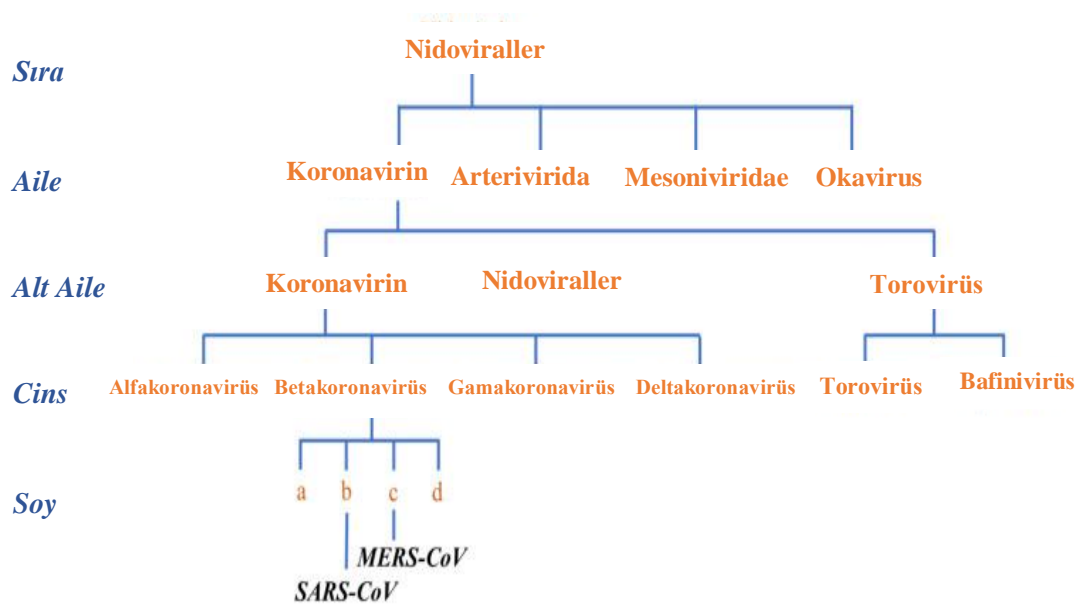 Nidoviraller
Sıra
Aile
Koronavirin
Arterivirida
Mesoniviridae
Okavirus
Alt Aile
Koronavirin
Nidoviraller
Torovirüs
Cins
Alfakoronavirüs
Betakoronavirüs
Gamakoronavirüs
Deltakoronavirüs
Torovirüs
Bafinivirüs
Soy
a
b
c
d
MERS-CoV
SARS-CoV